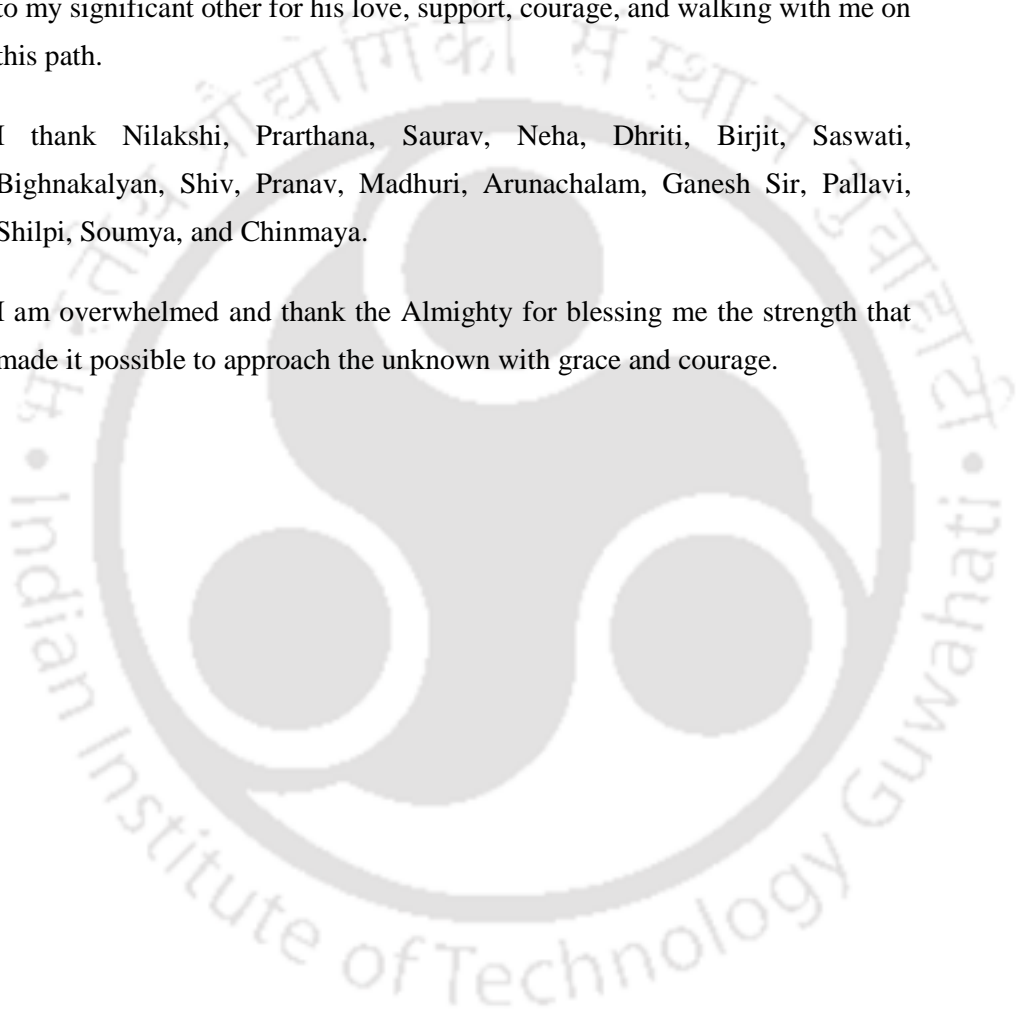 to my significant other for his love, support, courage, and walking with me on
this path.
I thank Nilakshi, Prarthana, Saurav, Neha, Dhriti, Birjit, Saswati,
Bighnakalyan, Shiv, Pranav, Madhuri, Arunachalam, Ganesh Sir, Pallavi,
Shilpi, Soumya, and Chinmaya.
I am overwhelmed and thank the Almighty for blessing me the strength that
made it possible to approach the unknown with grace and courage.
Indian Institute of Technology Guwahati